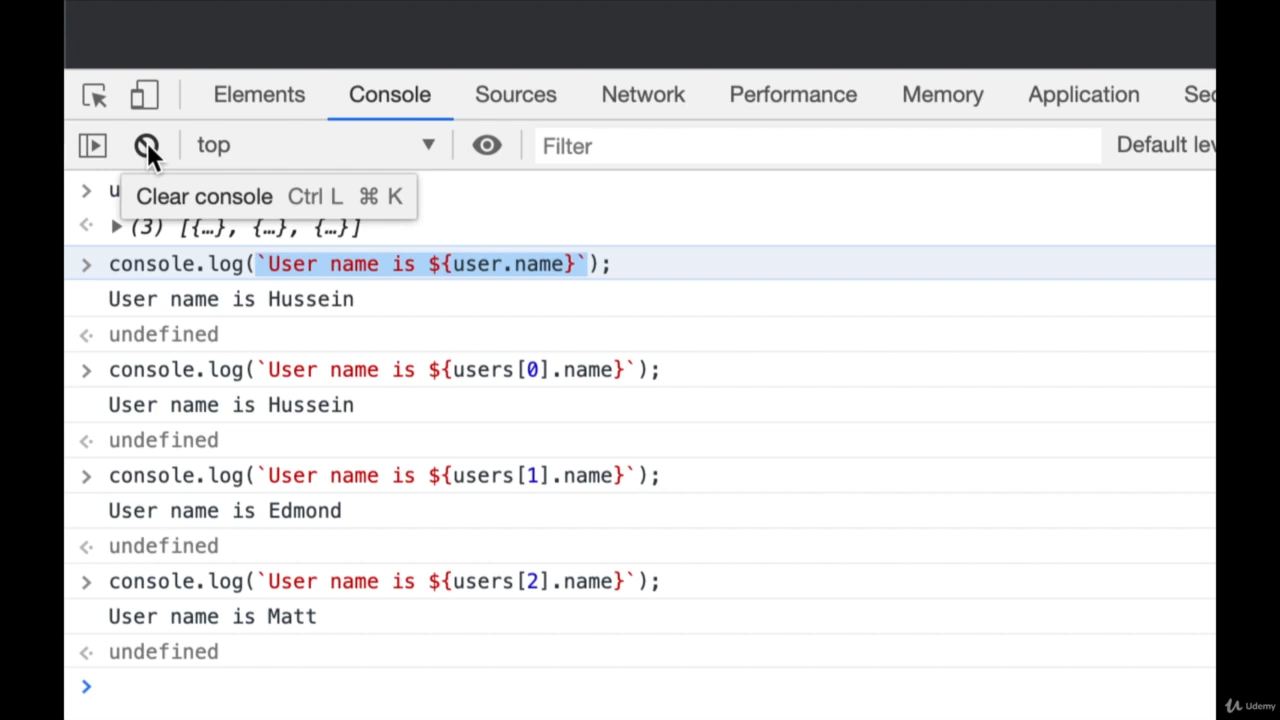 Elements Console Sources Network Performance Memory Application Sec
top ▼ Filter Default lev
> u
Clear console Ctrl L ⌘ K
<· ▶ (3) [{…}, {…}, {…}]
> console.log(`User name is ${user.name}`);
User name is Hussein
<· undefined
> console.log(`User name is ${users[0].name}`);
User name is Hussein
<· undefined
> console.log(`User name is ${users[1].name}`);
User name is Edmond
<· undefined
> console.log(`User name is ${users[2].name}`);
User name is Matt
<· undefined
>
Udemy